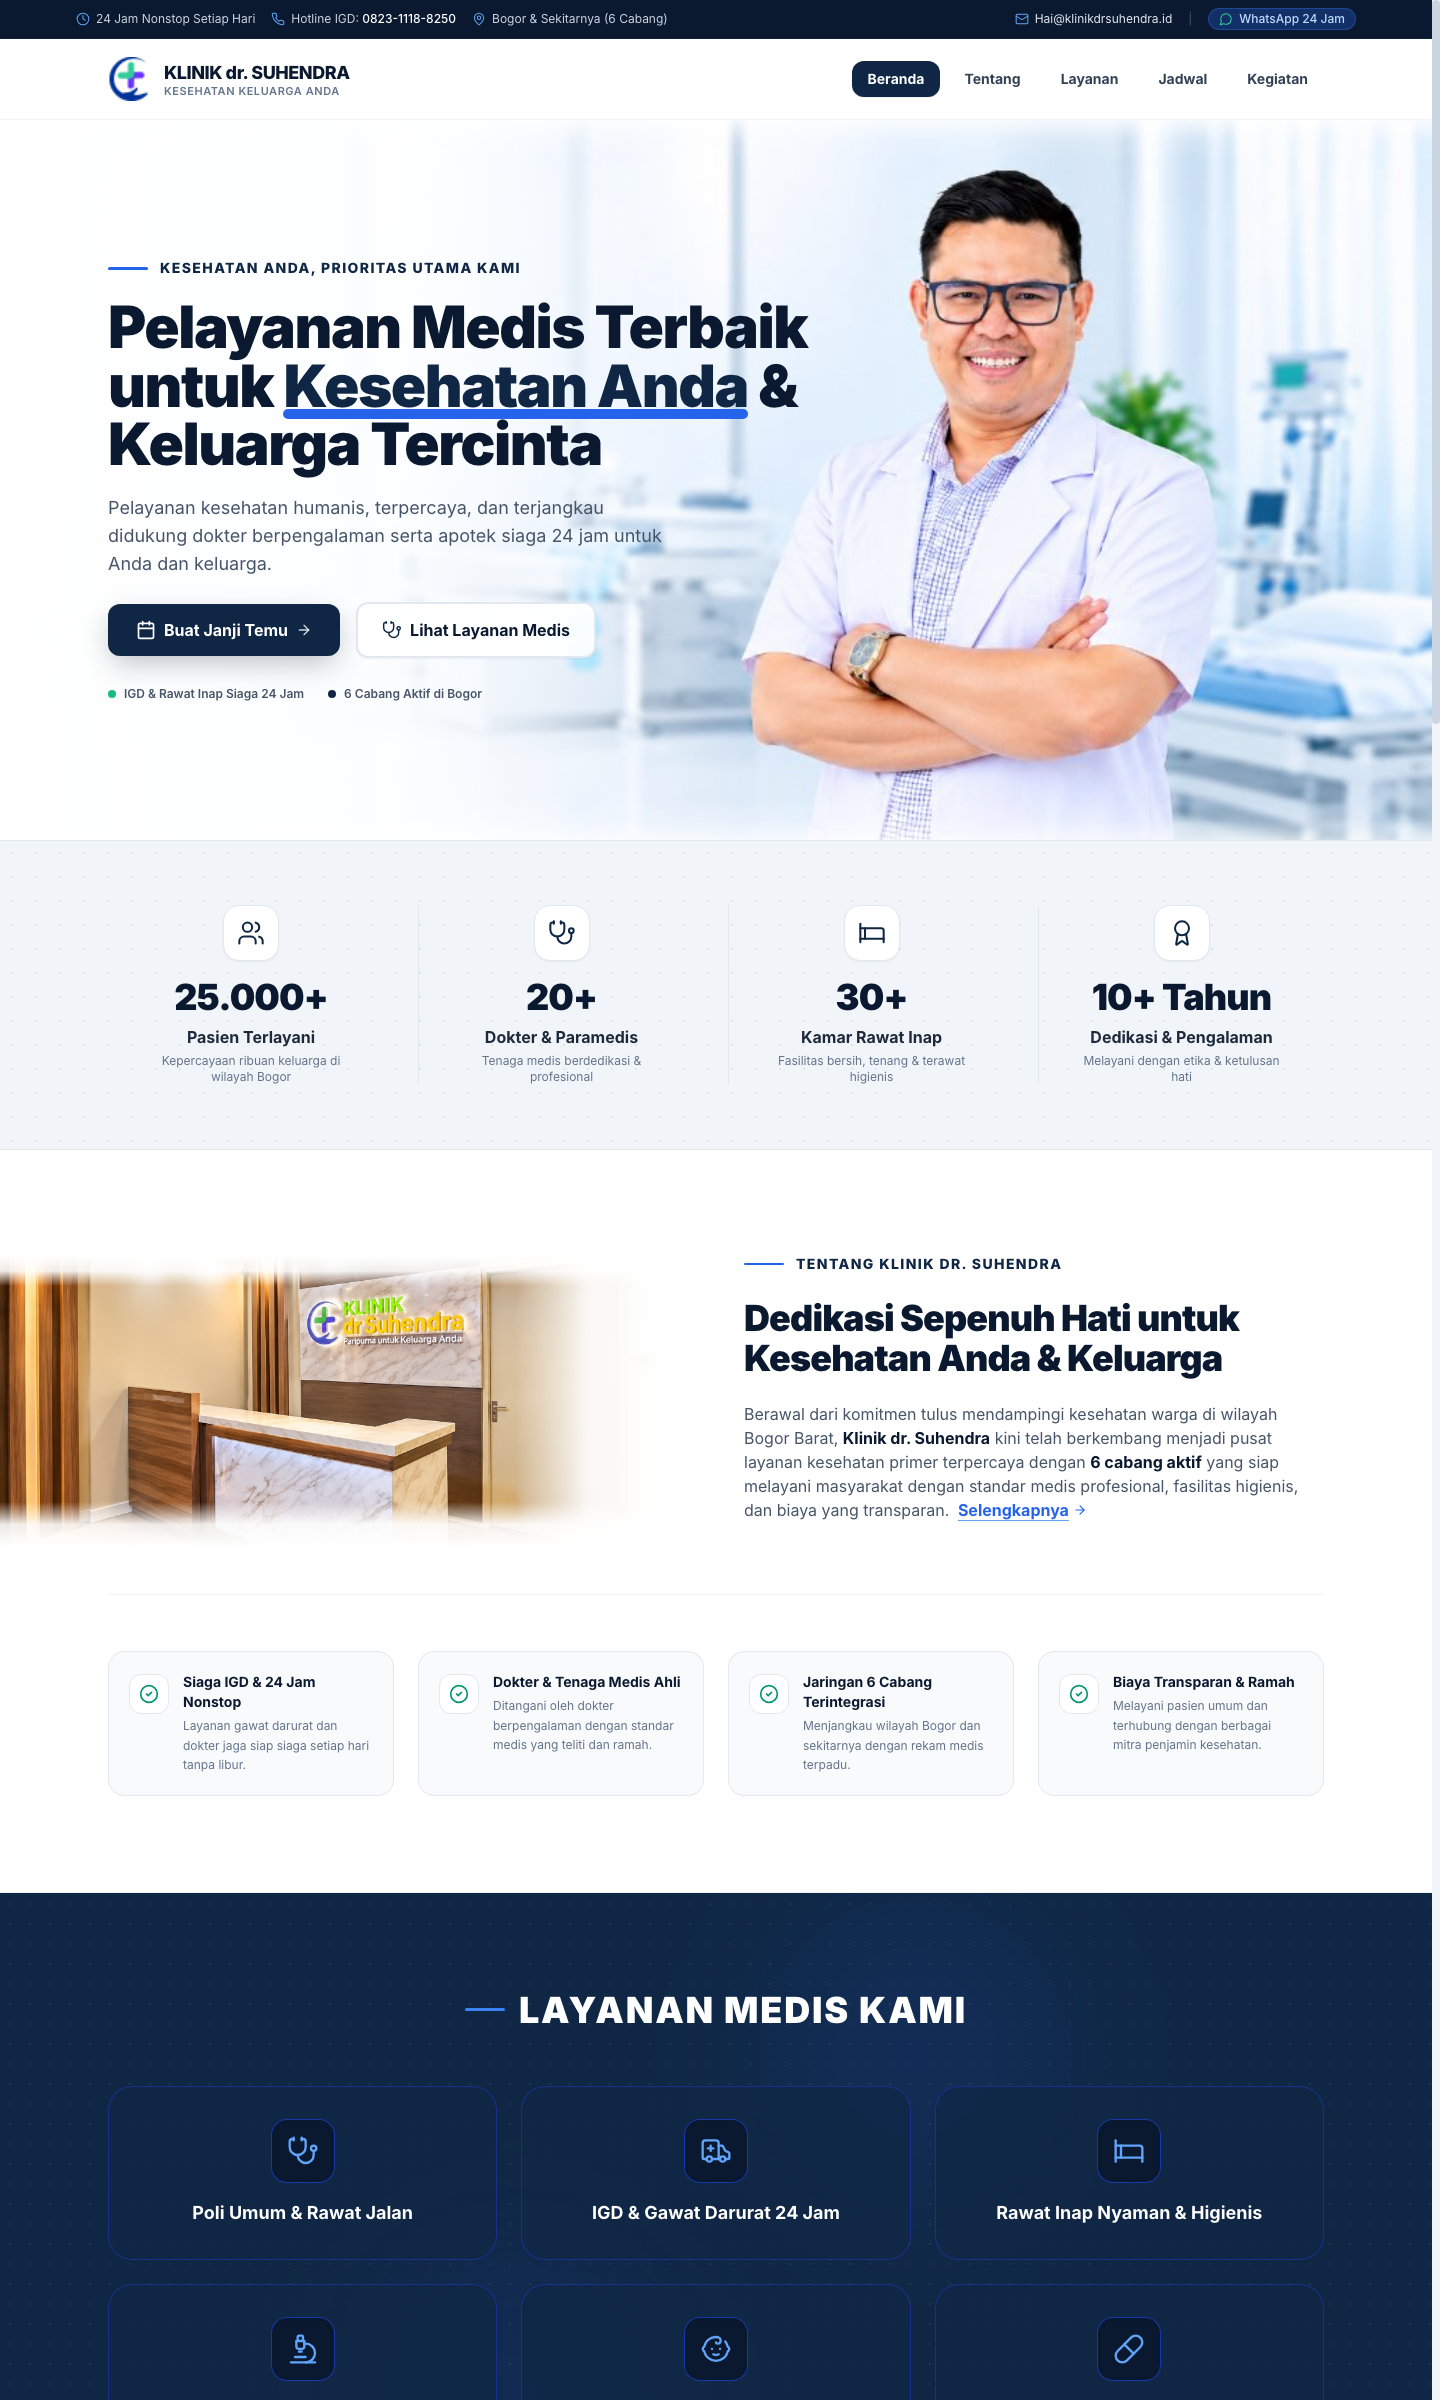 24 Jam Nonstop Setiap Hari
Hotline IGD: 0823-1118-8250
Bogor & Sekitarnya (6 Cabang)
Hai@klinikdrsuhendra.id
WhatsApp 24 Jam
KLINIK dr. SUHENDRA
KESEHATAN KELUARGA ANDA
Beranda
Tentang
Layanan
Jadwal
Kegiatan
KESEHATAN ANDA, PRIORITAS UTAMA KAMI
Pelayanan Medis Terbaik
untuk Kesehatan Anda &
Keluarga Tercinta
Pelayanan kesehatan humanis, terpercaya, dan terjangkau
didukung dokter berpengalaman serta apotek siaga 24 jam untuk
Anda dan keluarga.
Buat Janji Temu
Lihat Layanan Medis
IGD & Rawat Inap Siaga 24 Jam
6 Cabang Aktif di Bogor
25.000+
Pasien Terlayani
Kepercayaan ribuan keluarga di
wilayah Bogor
20+
Dokter & Paramedis
Tenaga medis berdedikasi &
profesional
30+
Kamar Rawat Inap
Fasilitas bersih, tenang & terawat
higienis
10+ Tahun
Dedikasi & Pengalaman
Melayani dengan etika & ketulusan
hati
KLINIK
dr Suhendra
Paripurna untuk Keluarga Anda
TENTANG KLINIK DR. SUHENDRA
Dedikasi Sepenuh Hati untuk
Kesehatan Anda & Keluarga
Berawal dari komitmen tulus mendampingi kesehatan warga di wilayah
Bogor Barat, Klinik dr. Suhendra kini telah berkembang menjadi pusat
layanan kesehatan primer terpercaya dengan 6 cabang aktif yang siap
melayani masyarakat dengan standar medis profesional, fasilitas higienis,
dan biaya yang transparan. Selengkapnya
Siaga IGD & 24 Jam
Nonstop
Layanan gawat darurat dan
dokter jaga siap siaga setiap hari
tanpa libur.
Dokter & Tenaga Medis Ahli
Ditangani oleh dokter
berpengalaman dengan standar
medis yang teliti dan ramah.
Jaringan 6 Cabang
Terintegrasi
Menjangkau wilayah Bogor dan
sekitarnya dengan rekam medis
terpadu.
Biaya Transparan & Ramah
Melayani pasien umum dan
terhubung dengan berbagai
mitra penjamin kesehatan.
LAYANAN MEDIS KAMI
Poli Umum & Rawat Jalan
IGD & Gawat Darurat 24 Jam
Rawat Inap Nyaman & Higienis